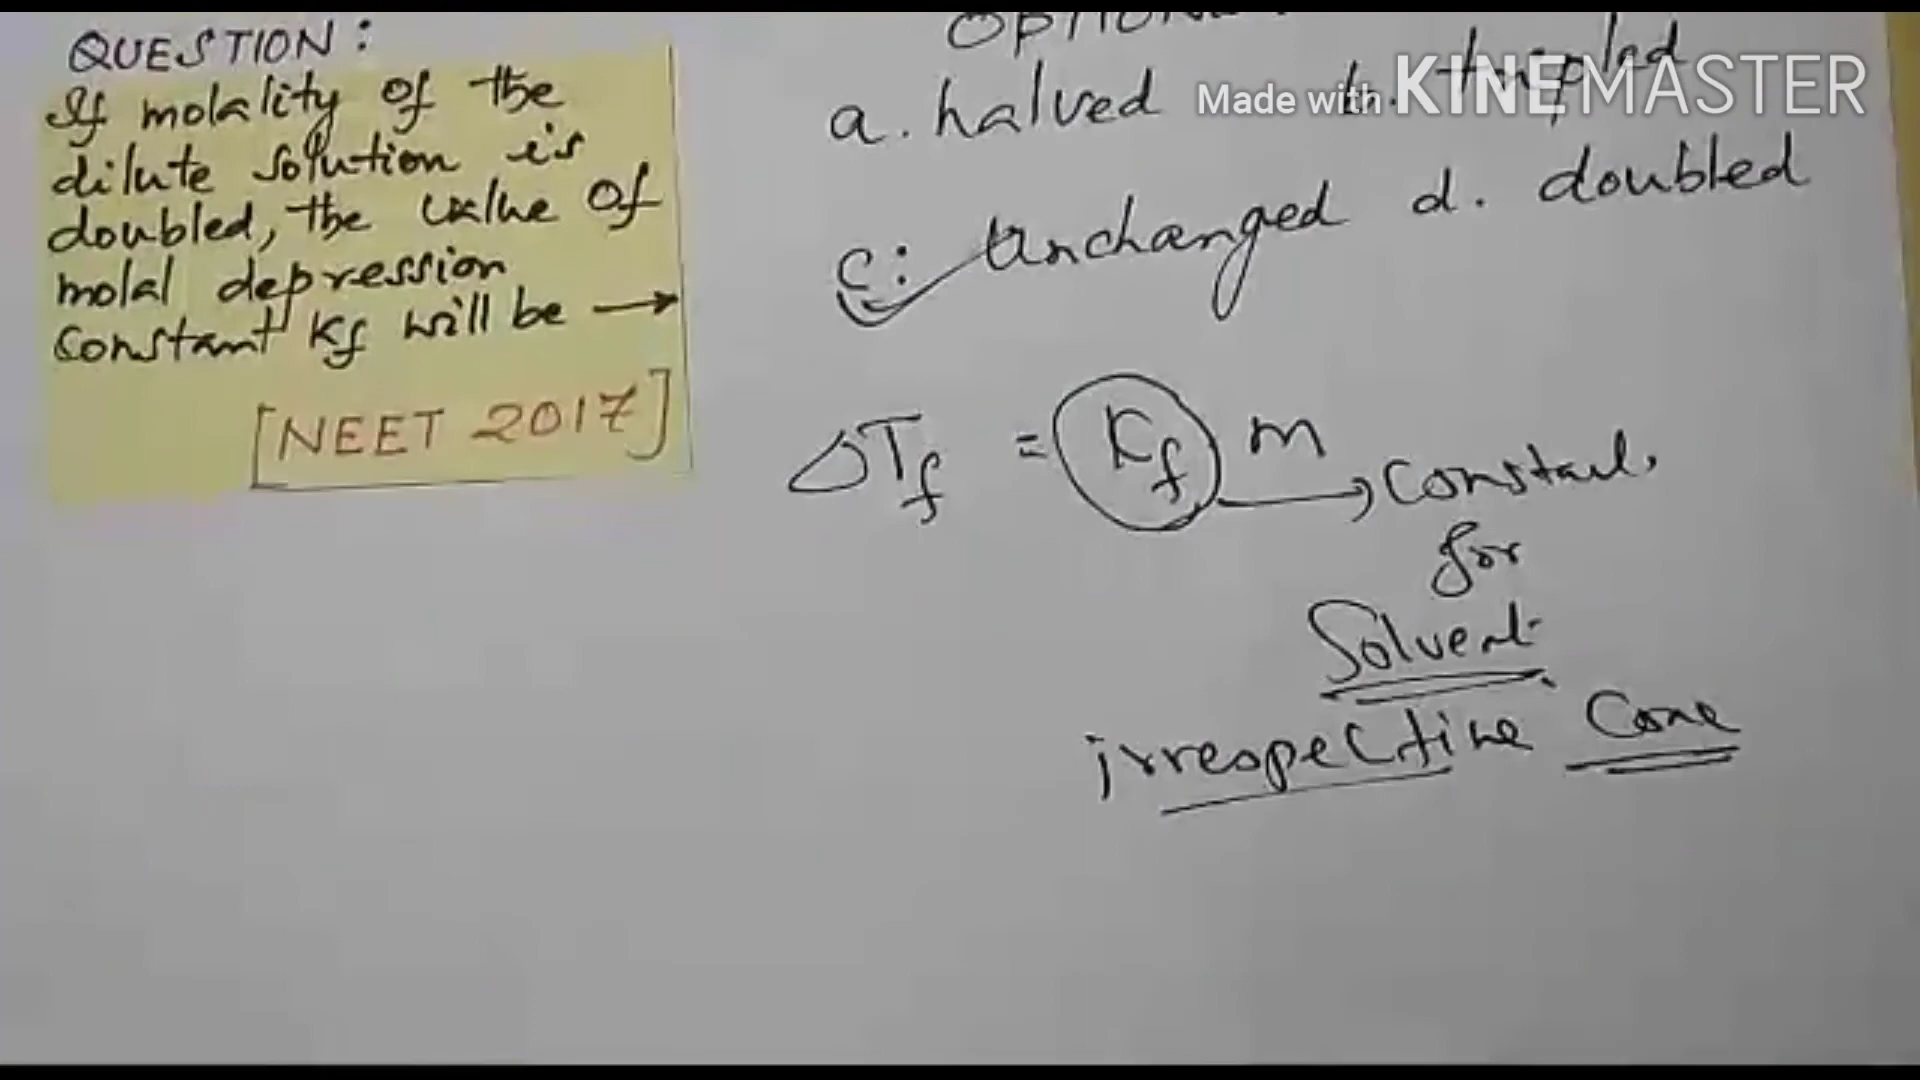 QUESTION:
If molality of the
dilute solution is
doubled, the value of
molal depression
Constant Kf will be →
[NEET 2017]
a. halved b. tripled
Made with KINEMASTER
c. Unchanged d. doubled
ΔTf = Kf m
→ Constant
for
Solvent
irrespective Conc